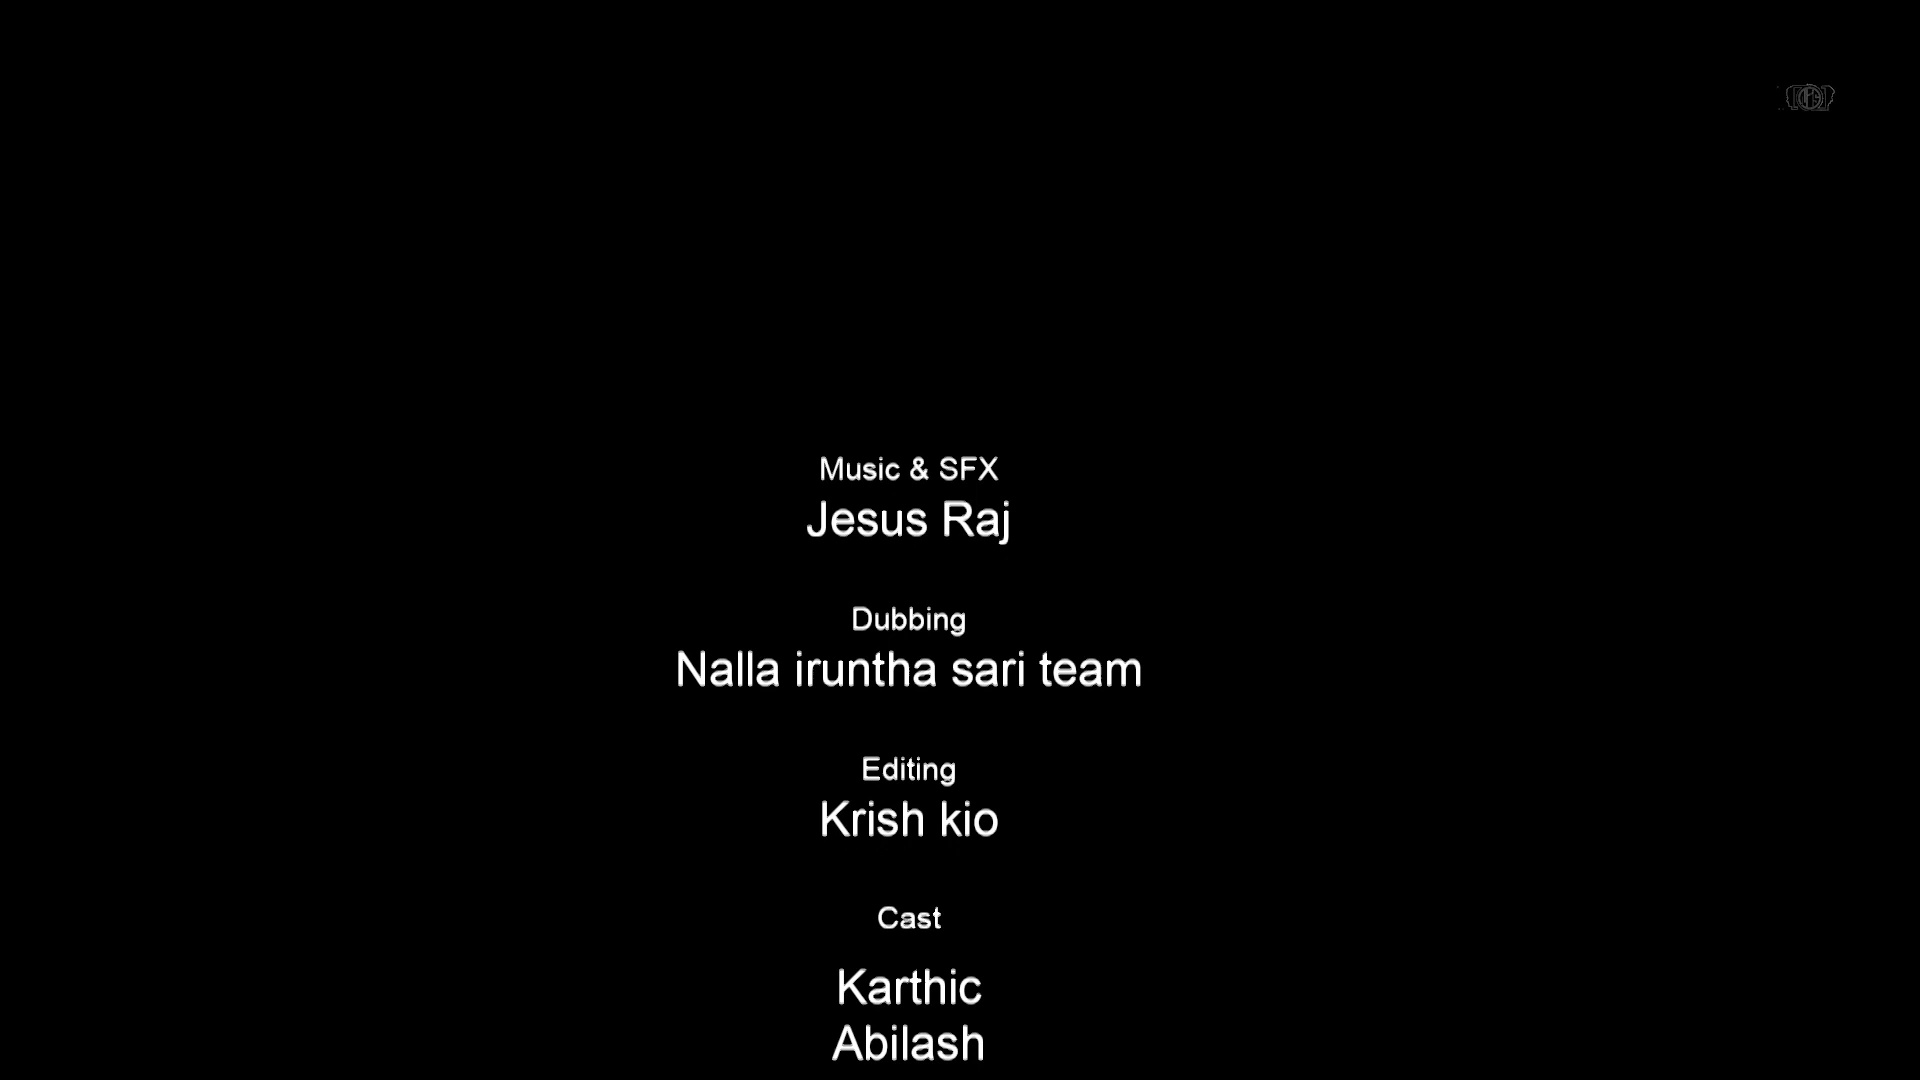 Music & SFX
Jesus Raj
Dubbing
Nalla iruntha sari team
Editing
Krish kio
Cast
Karthic
Abilash